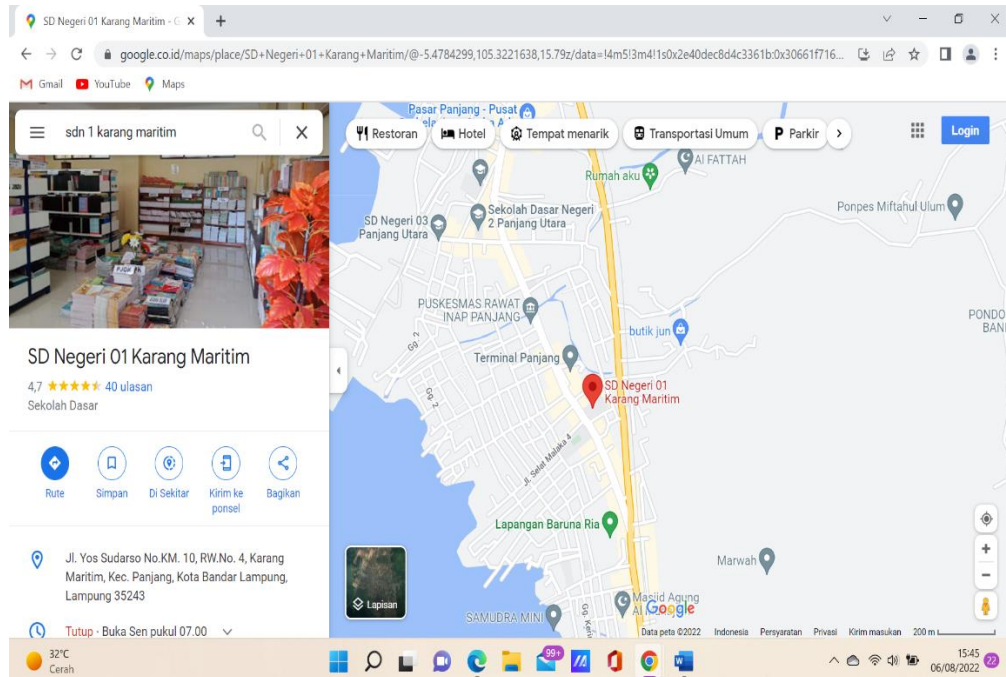 SD Negeri 01 Karang Maritim - G
google.co.id/maps/place/SD+Negeri+01+Karang+Maritim/@-5.4784299,105.3221638,15.79z/data=!4m5!3m4!1s0x2e40dec8d4c3361b:0x30661f716...
Gmail YouTube Maps
sdn 1 karang maritim
Restoran Hotel Tempat menarik Transportasi Umum Parkir
Login
SD Negeri 01 Karang Maritim
4,7 40 ulasan
Sekolah Dasar
Rute Simpan Di Sekitar Kirim ke ponsel Bagikan
Jl. Yos Sudarso No.KM. 10, RW.No. 4, Karang
Maritim, Kec. Panjang, Kota Bandar Lampung,
Lampung 35243
Tutup · Buka Sen pukul 07.00
Pasar Panjang - Pusat
Rumah aku
Al FATTAH
Ponpes Miftahul Ulum
SD Negeri 03
Panjang Utara
Sekolah Dasar Negeri
2 Panjang Utara
PUSKESMAS RAWAT
INAP PANJANG
butik jun
PONDO
BAN
Gg. 2
Gg. 2
Terminal Panjang
SD Negeri 01
Karang Maritim
Jl. Selat Malaka 4
Lapangan Baruna Ria
Marwah
Masjid Agung
SAMUDRA MINI
Lapisan
Google
Data peta ©2022 Indonesia Persyaratan Privasi Kirim masukan 200 m
32°C
Cerah
99+
15:45
06/08/2022
22